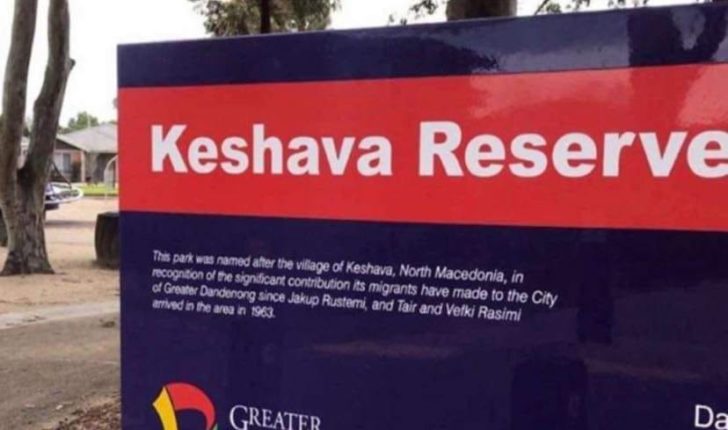 Keshava Reserve
This park was named after the village of Keshava, North Macedonia, in
recognition of the significant contribution its migrants have made to the City
of Greater Dandenong since Jakup Rustemi, and Tair and Vefki Rasimi
arrived in the area in 1963.
GREATER
Da